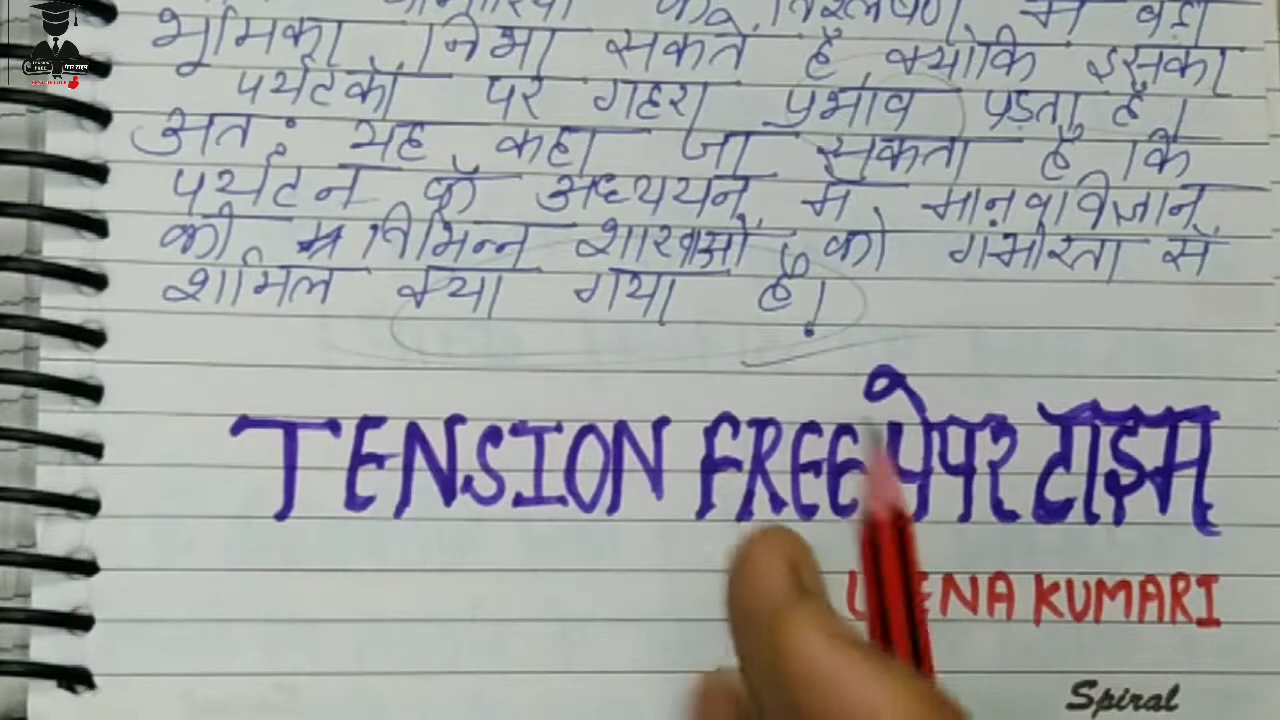 में बड़ी
भूमिका निभा सकते हैं क्योंकि इसका
पर्यटकों पर गहरा प्रभाव पड़ता है।
अत: यह कहा जा सकता है कि
पर्यटन के अध्ययन में मानवविज्ञान
की विभिन्न शाखाओं को गंभीरता से
शामिल क्या गया है।
TENSION FREE पेपर टाइम
KUMARI
Spiral